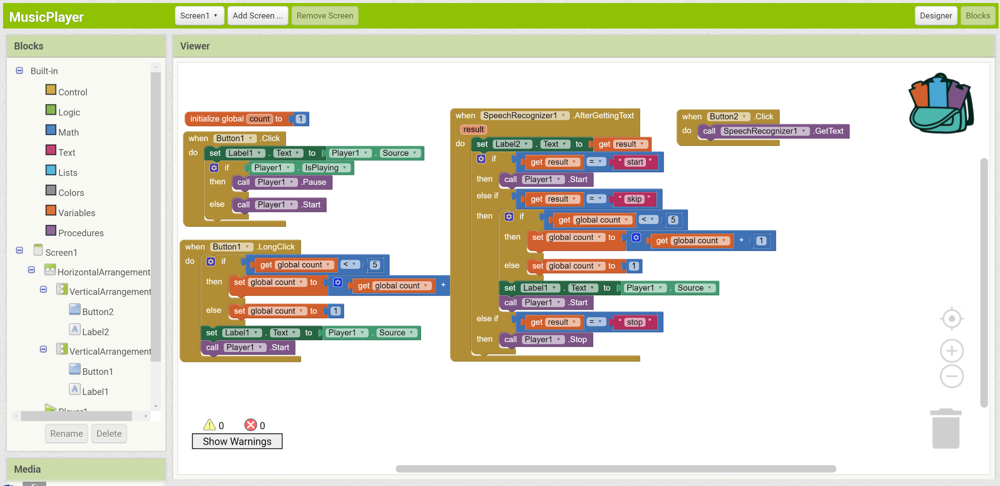 MusicPlayer
Screen1 ▾
Add Screen ...
Remove Screen
Designer
Blocks
Blocks
Built-in
Control
Logic
Math
Text
Lists
Colors
Variables
Procedures
Screen1
HorizontalArrangement
VerticalArrangement
Button2
Label2
VerticalArrangement
Button1
Label1
Player1
Rename
Delete
Media
Viewer
initialize global count to 1
when Button1 .Click
do set Label1 . Text to Player1 . Source
if Player1 . IsPlaying
then call Player1 .Pause
else call Player1 .Start
when Button1 .LongClick
do if get global count < 5
then set global count to get global count +
else set global count to 1
set Label1 . Text to Player1 . Source
call Player1 .Start
when SpeechRecognizer1 .AfterGettingText
result
do set Label2 . Text to get result
if get result = “ start ”
then call Player1 .Start
else if get result = “ skip ”
then if get global count < 5
then set global count to get global count + 1
else set global count to 1
set Label1 . Text to Player1 . Source
call Player1 .Start
else if get result = “ stop ”
then call Player1 .Stop
when Button2 .Click
do call SpeechRecognizer1 .GetText
0 0
Show Warnings